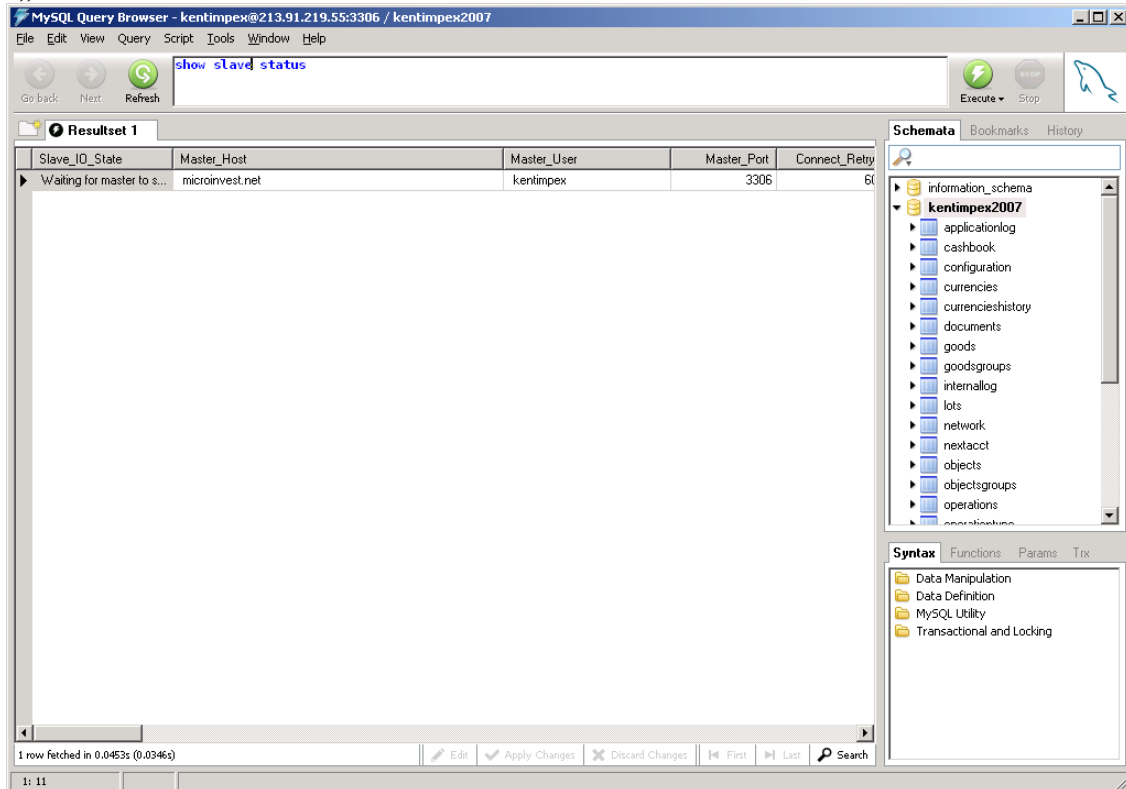 MySQL Query Browser - kentimpex@213.91.219.55:3306 / kentimpex2007
File Edit View Query Script Tools Window Help
show slave status
Go back Next Refresh
Execute STOP Stop
Resultset 1
Slave_IO_State Master_Host Master_User Master_Port Connect_Retry
Waiting for master to s... microinvest.net kentimpex 3306 60
Schemata Bookmarks History
information_schema
kentimpex2007
applicationlog
cashbook
configuration
currencies
currencieshistory
documents
goods
goodsgroups
internallog
lots
network
nextacct
objects
objectsgroups
operations
operationtype
Syntax Functions Params Trx
Data Manipulation
Data Definition
MySQL Utility
Transactional and Locking
1 row fetched in 0.0453s (0.0346s) Edit Apply Changes Discard Changes First Last Search
1: 11